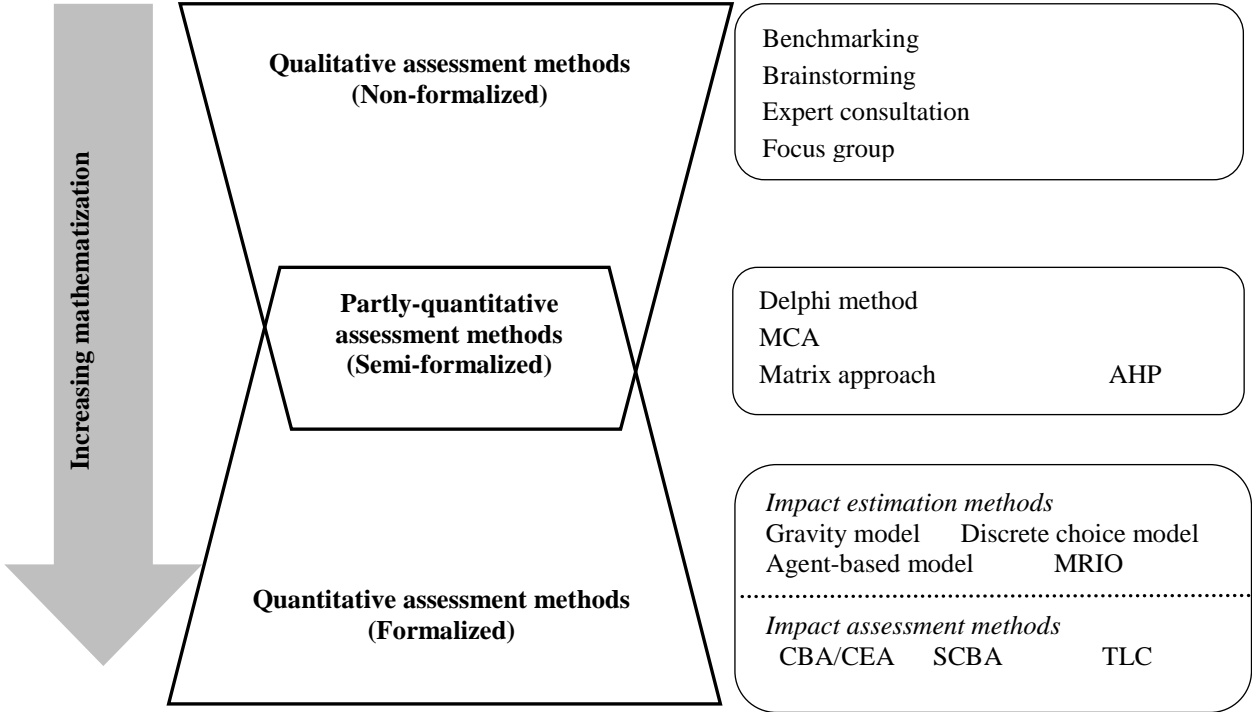 Increasing mathematization
Qualitative assessment methods
(Non-formalized)
Benchmarking
Brainstorming
Expert consultation
Focus group
Partly-quantitative
assessment methods
(Semi-formalized)
Delphi method
MCA
Matrix approach AHP
Quantitative assessment methods
(Formalized)
Impact estimation methods
Gravity model Discrete choice model
Agent-based model MRIO
Impact assessment methods
CBA/CEA SCBA TLC